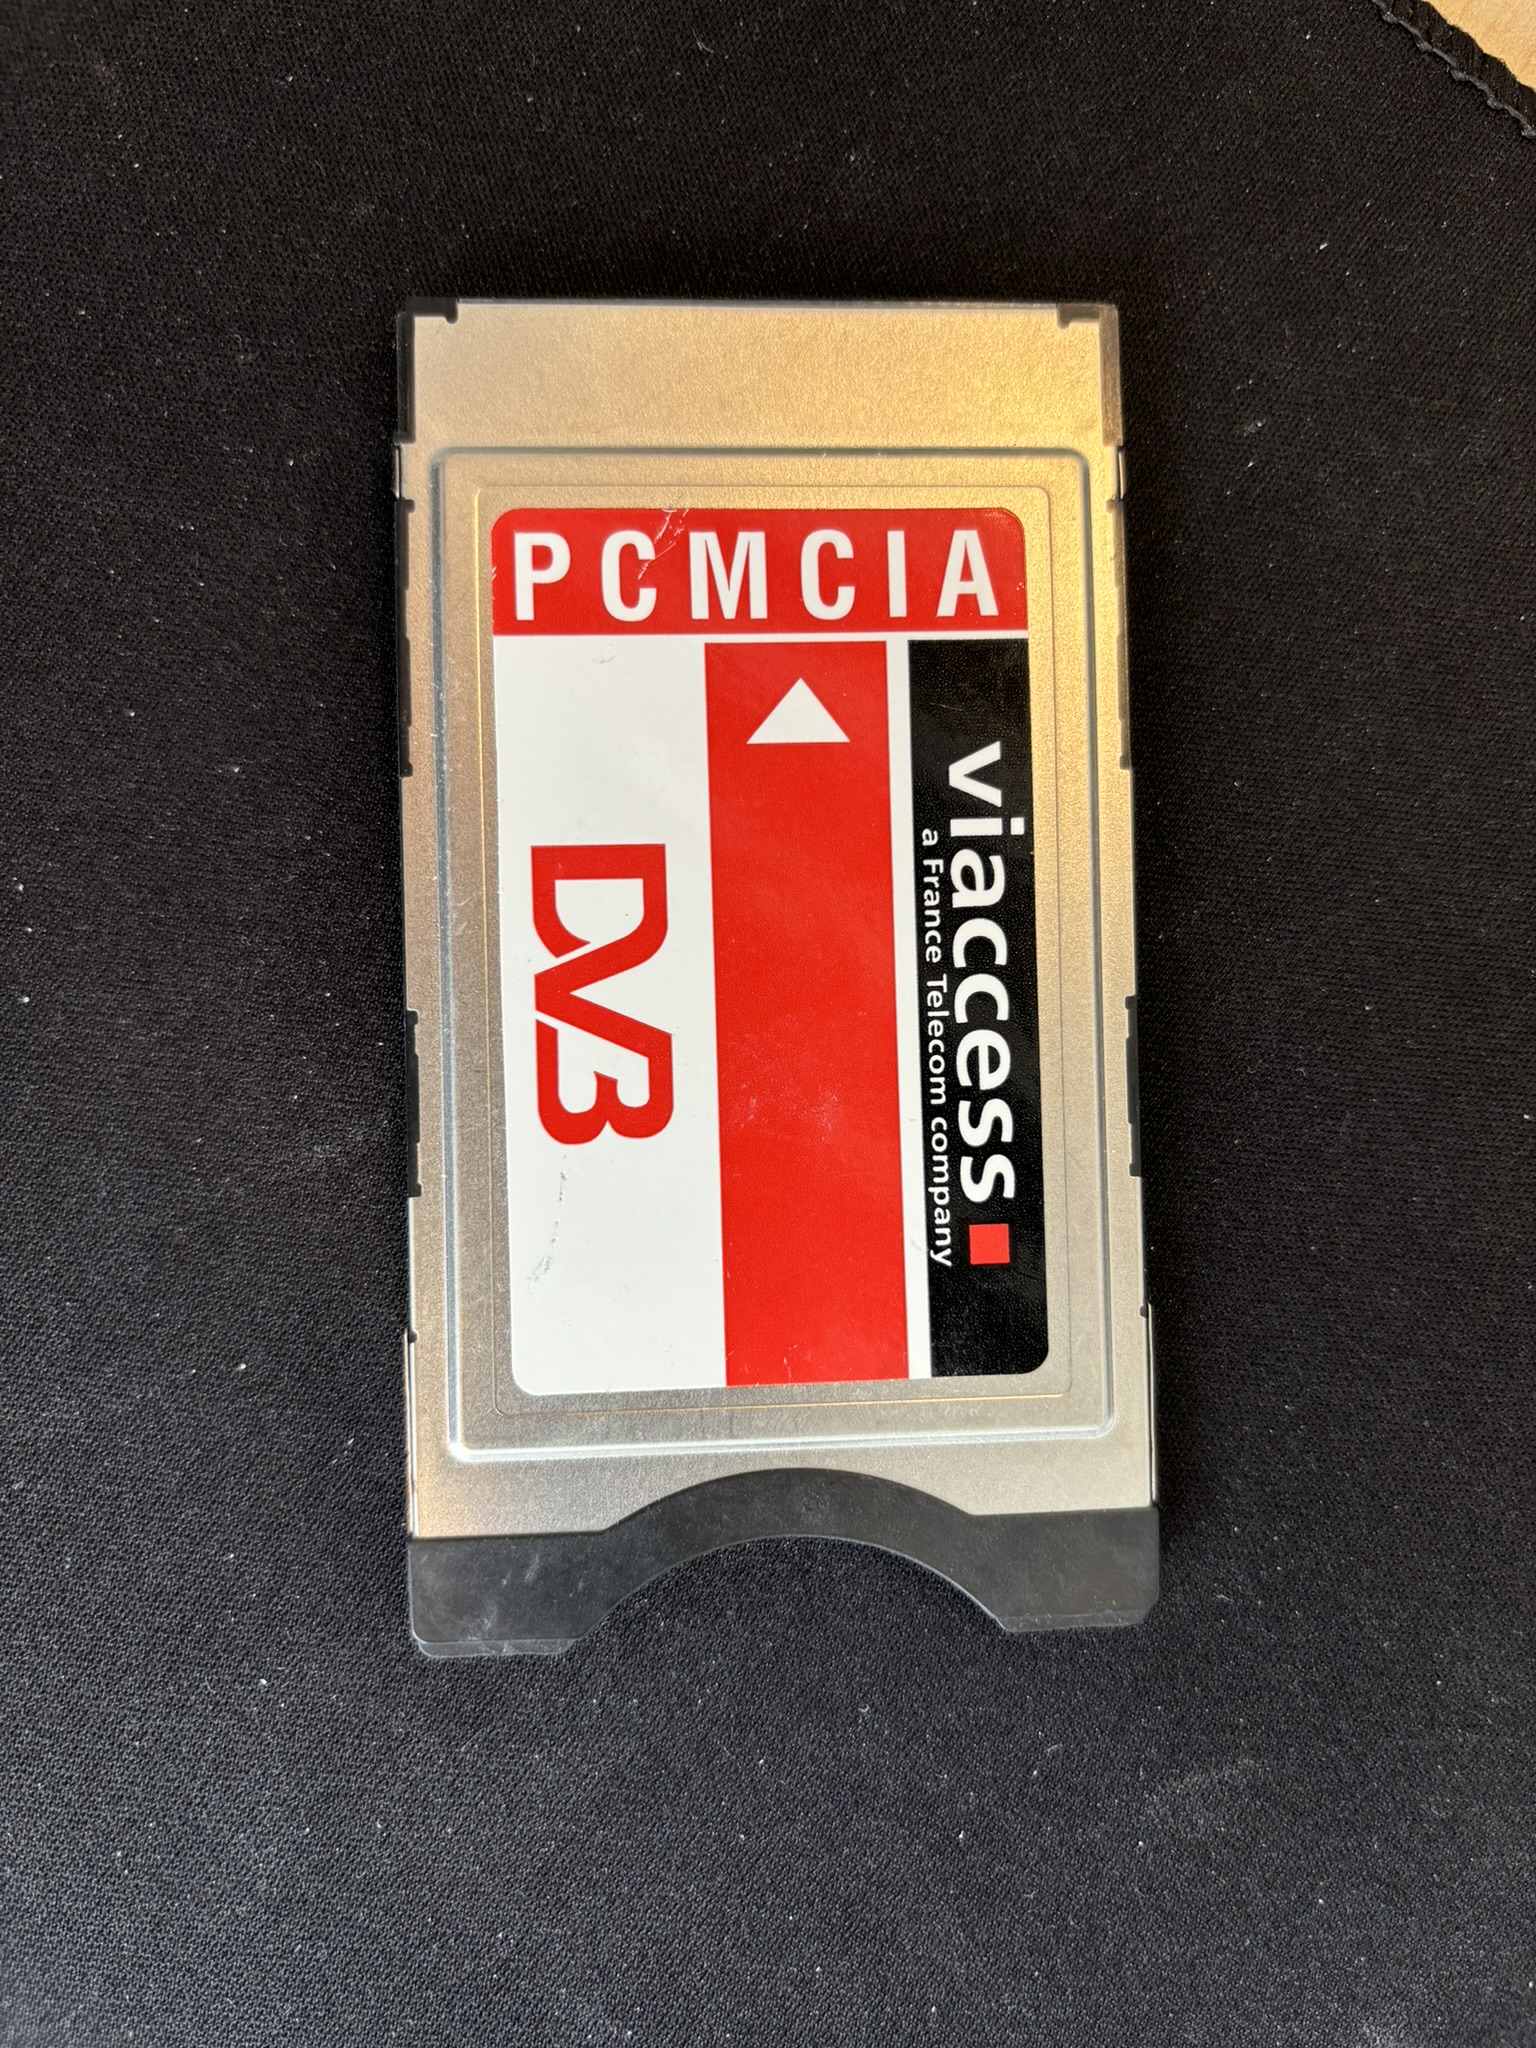 PCMCIA
viaccess
a France Telecom company
DVB